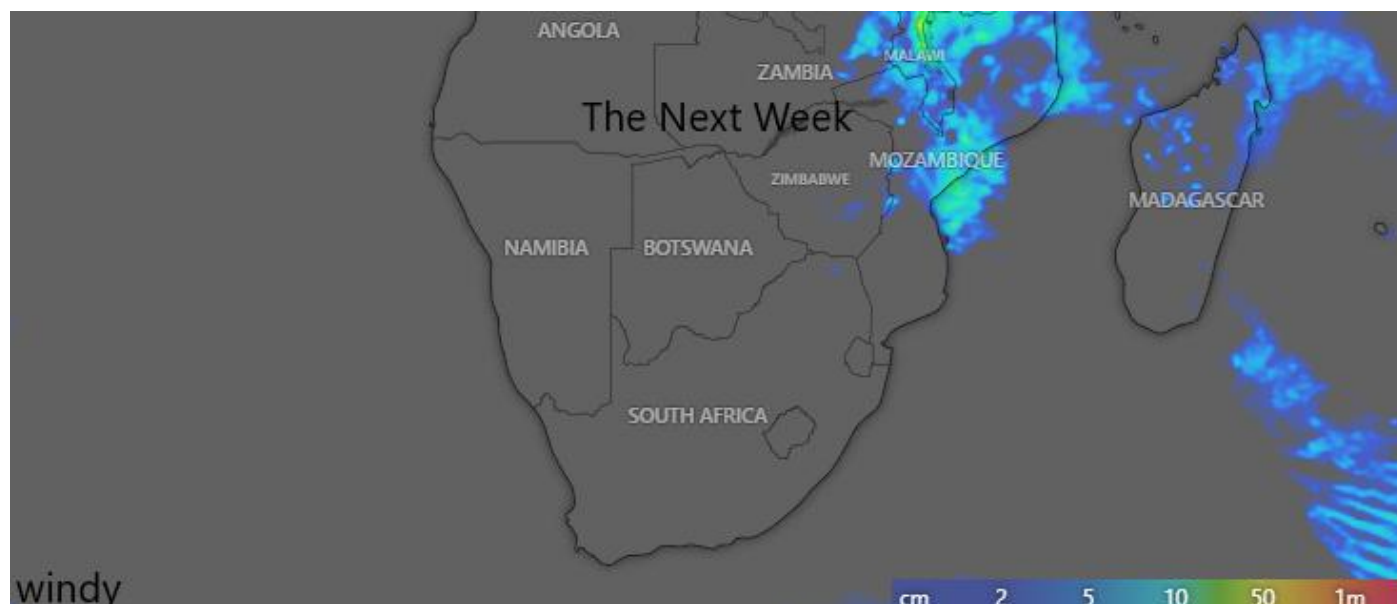 ANGOLA
MALAWI
ZAMBIA
The Next Week
MOZAMBIQUE
ZIMBABWE
MADAGASCAR
NAMIBIA
BOTSWANA
SOUTH AFRICA
windy
cm 2 5 10 50 1m